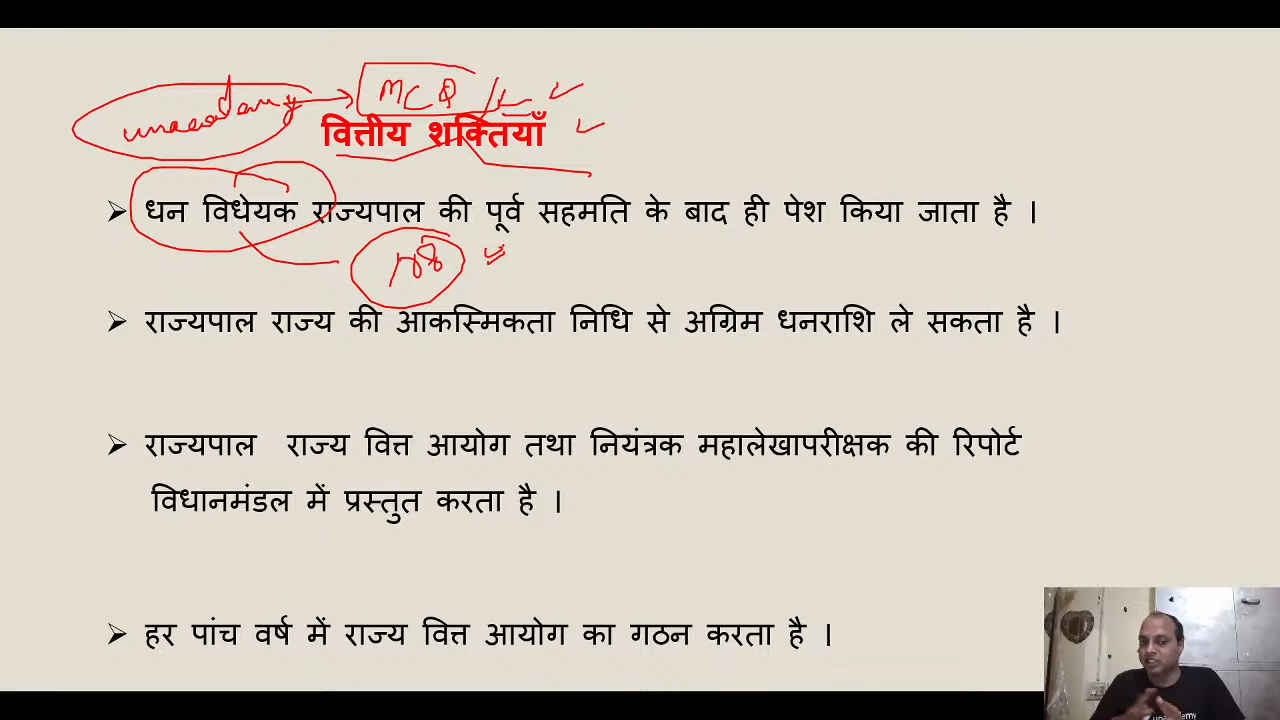 unacademy MCQ
वित्तीय शक्तियाँ
➢ धन विधेयक राज्यपाल की पूर्व सहमति के बाद ही पेश किया जाता है ।
➢ राज्यपाल राज्य की आकस्मिकता निधि से अग्रिम धनराशि ले सकता है ।
➢ राज्यपाल राज्य वित्त आयोग तथा नियंत्रक महालेखापरीक्षक की रिपोर्ट
विधानमंडल में प्रस्तुत करता है ।
➢ हर पांच वर्ष में राज्य वित्त आयोग का गठन करता है ।
unacademy